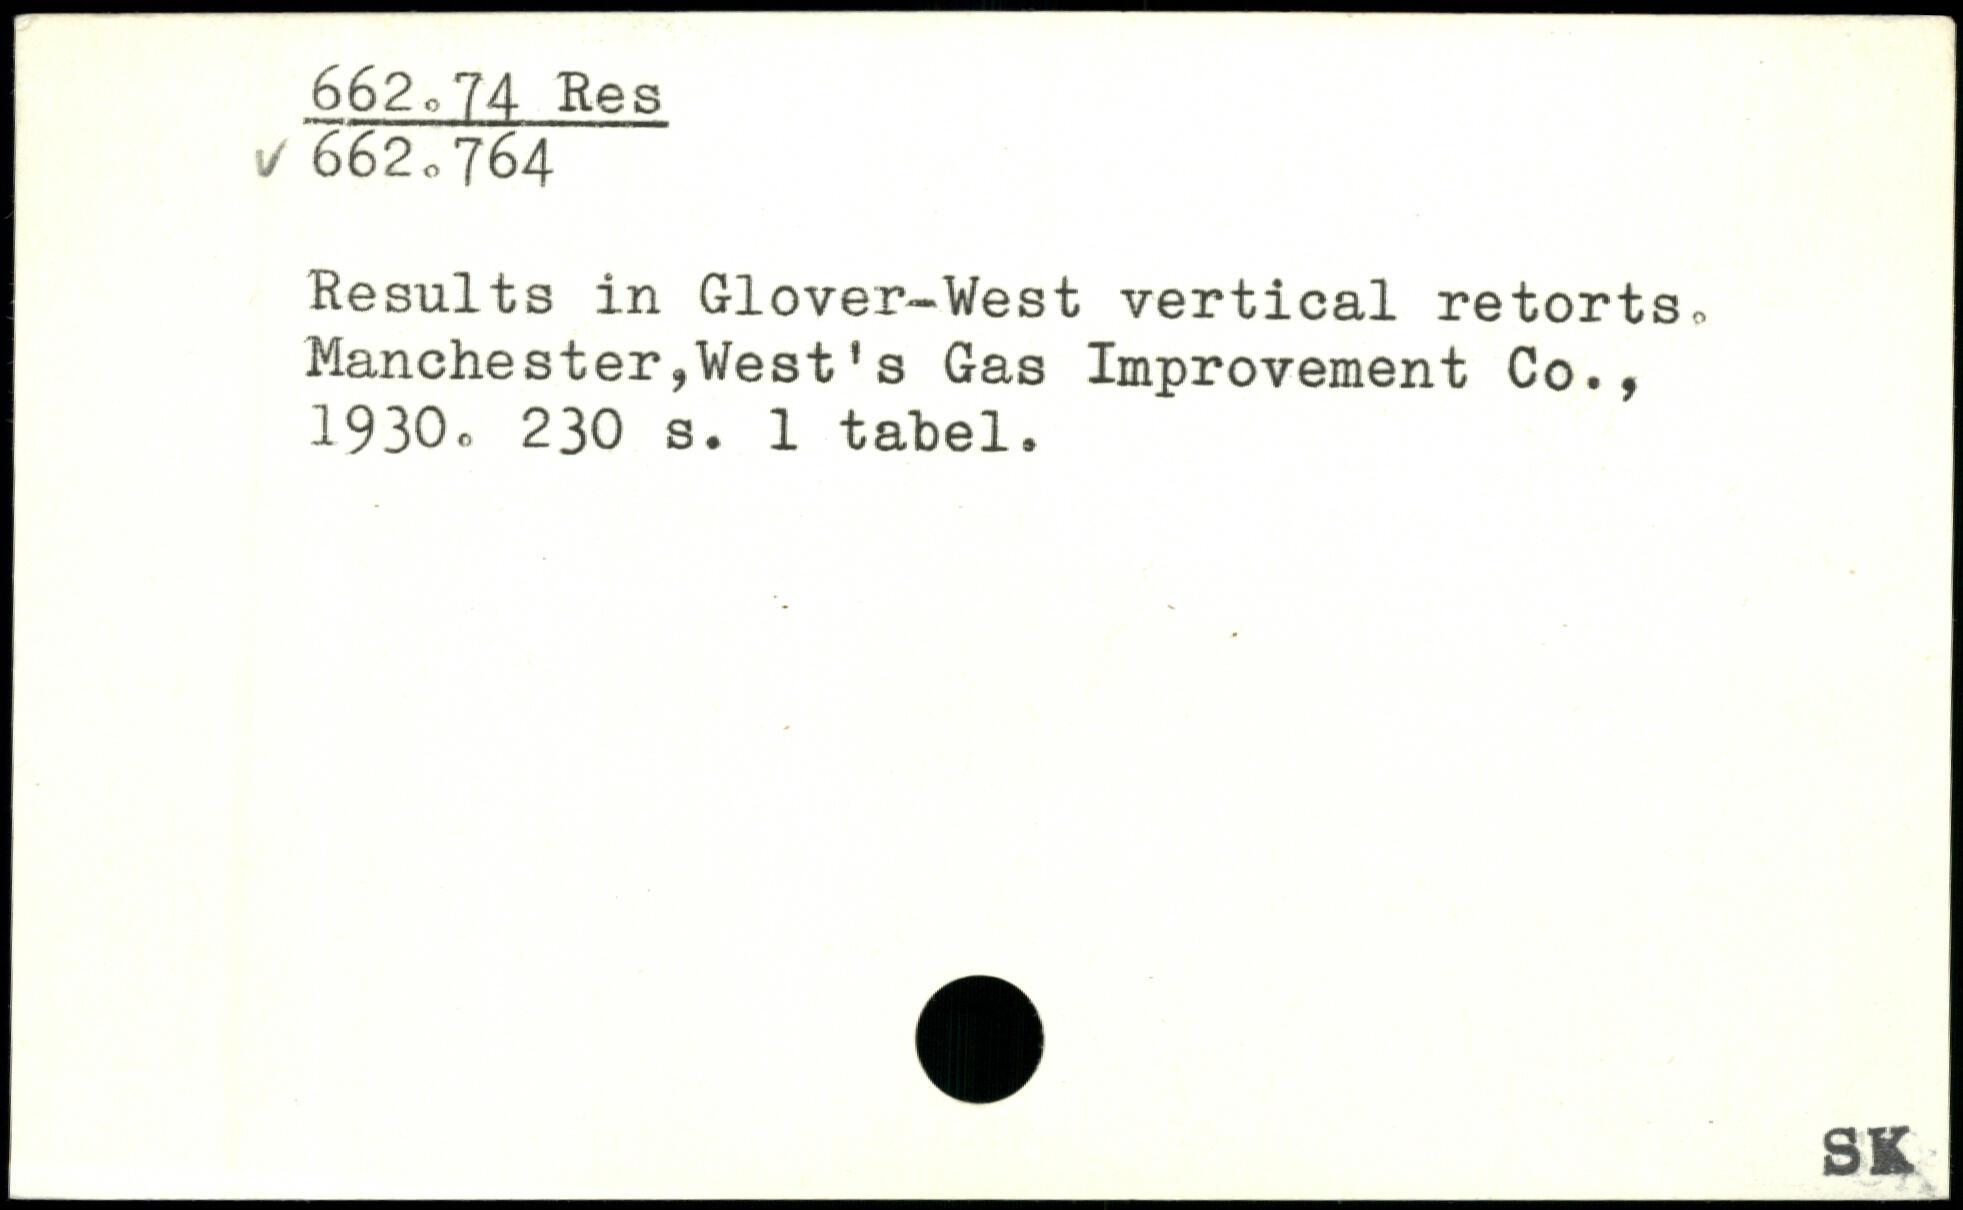 662.74 Res
✓ 662.764
Results in Glover-West vertical retorts.
Manchester,West's Gas Improvement Co.,
1930. 230 s. 1 tabel.
SK